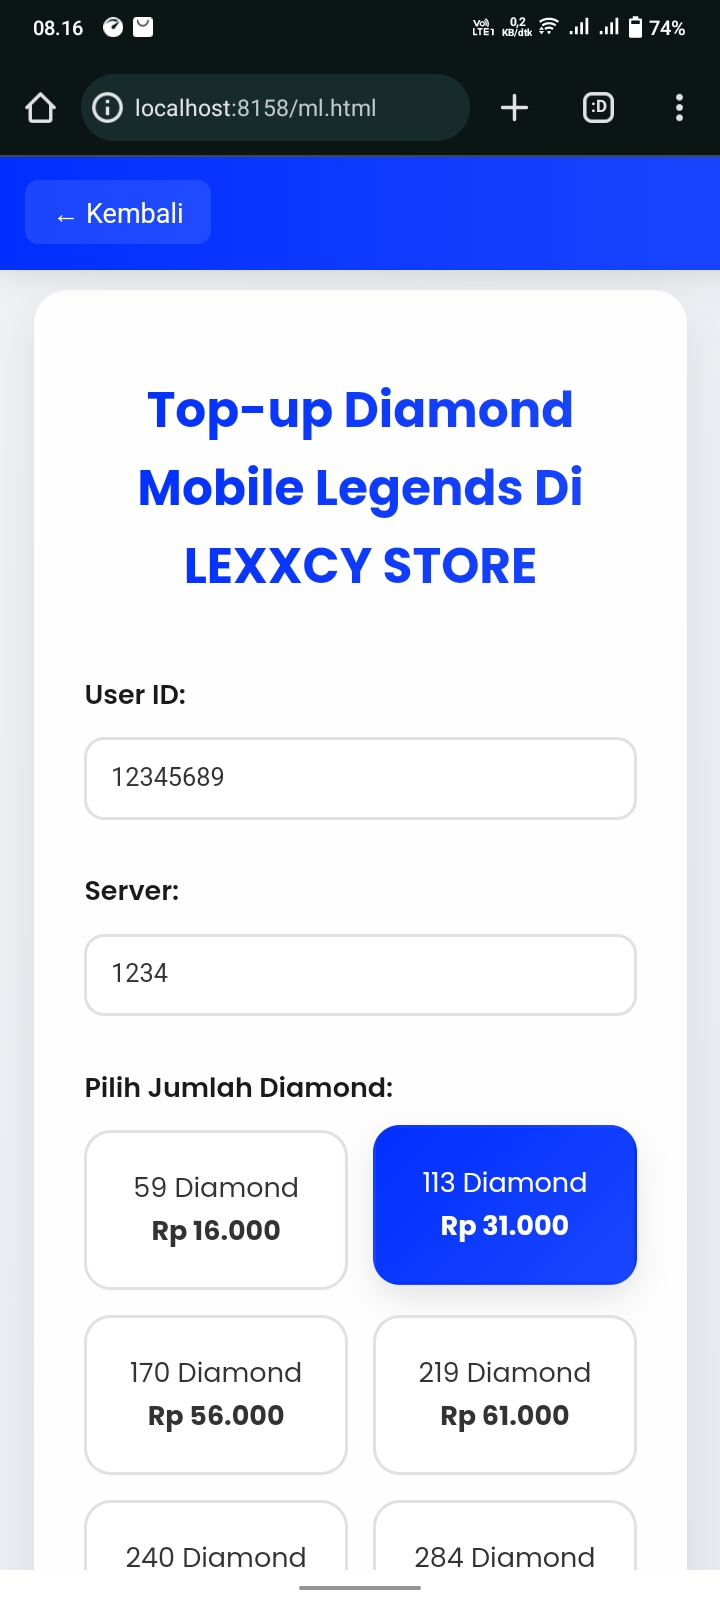 08.16
Vo)) LTE1 0,2 KB/dtk 74%
localhost:8158/ml.html
:D
← Kembali
Top-up Diamond
Mobile Legends Di
LEXXCY STORE
User ID:
12345689
Server:
1234
Pilih Jumlah Diamond:
59 Diamond
Rp 16.000
113 Diamond
Rp 31.000
170 Diamond
Rp 56.000
219 Diamond
Rp 61.000
240 Diamond
284 Diamond